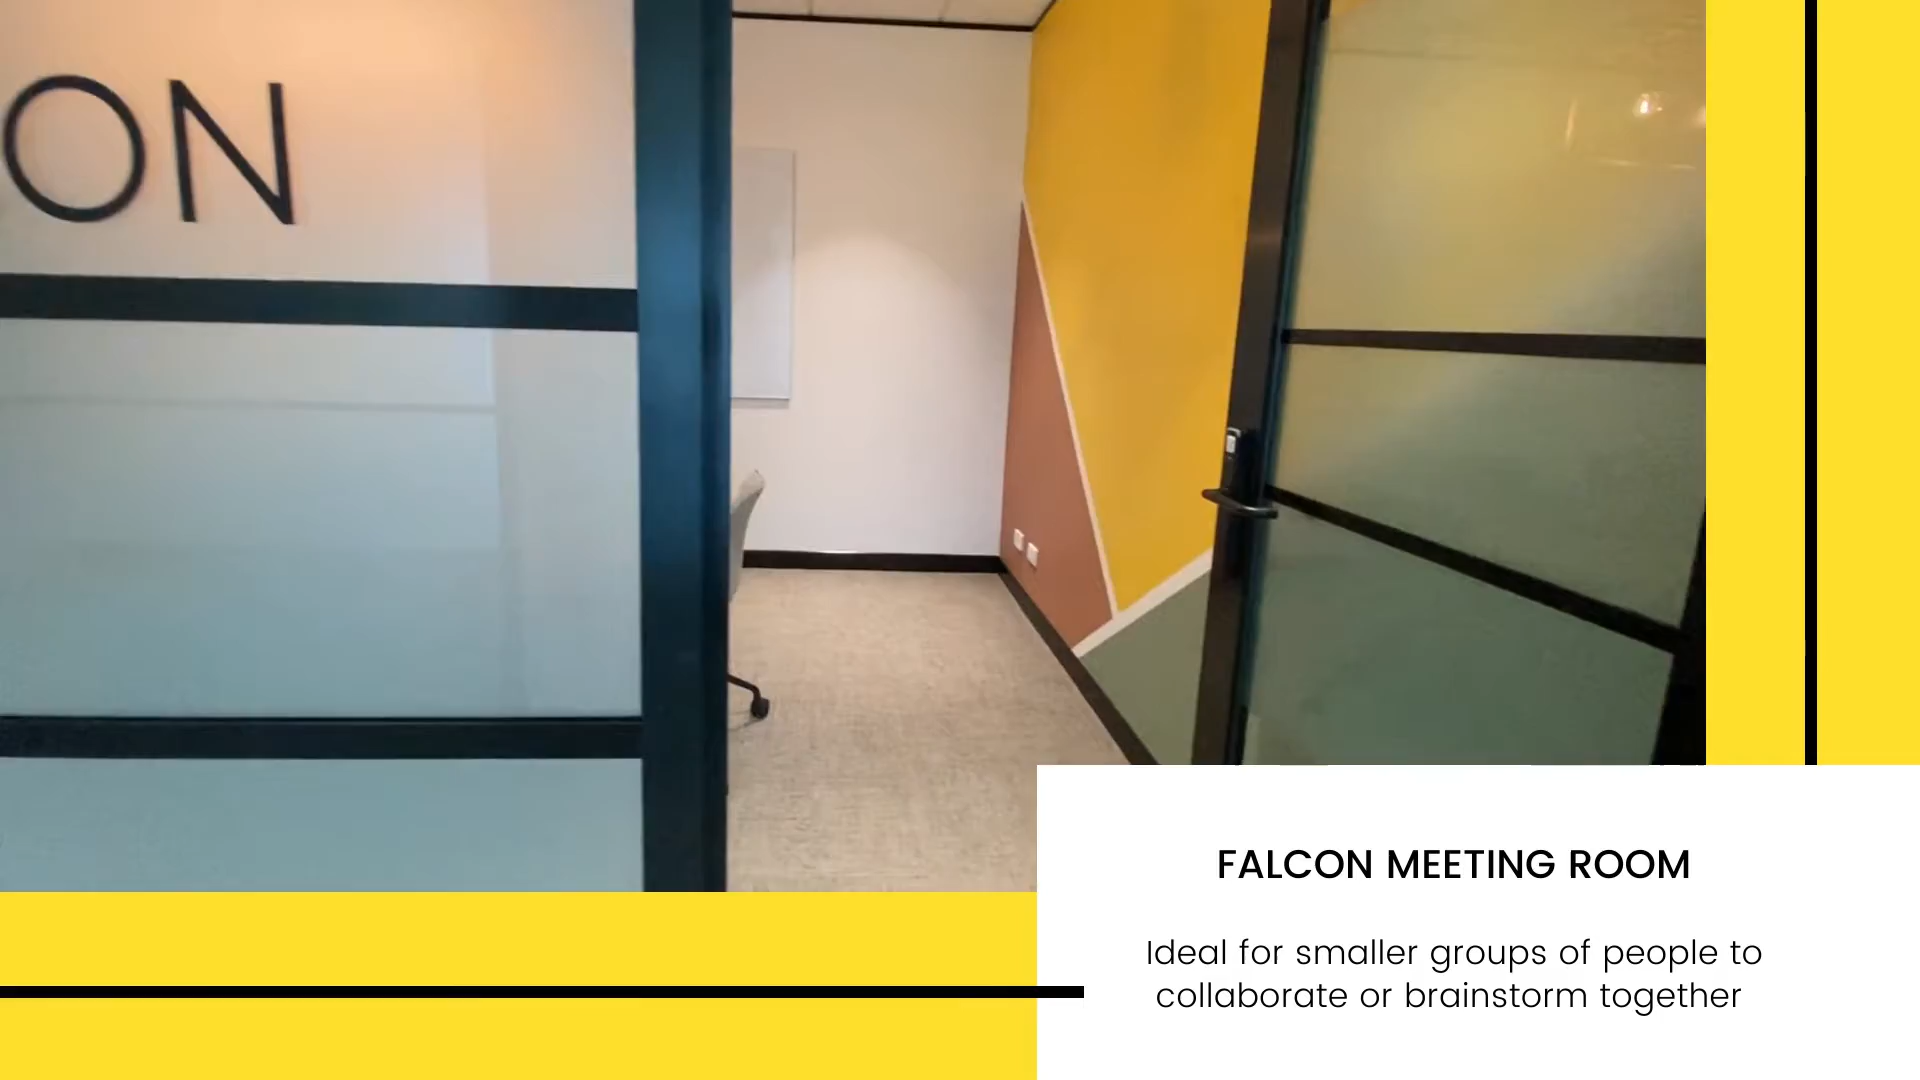 ON
FALCON MEETING ROOM
Ideal for smaller groups of people to
collaborate or brainstorm together